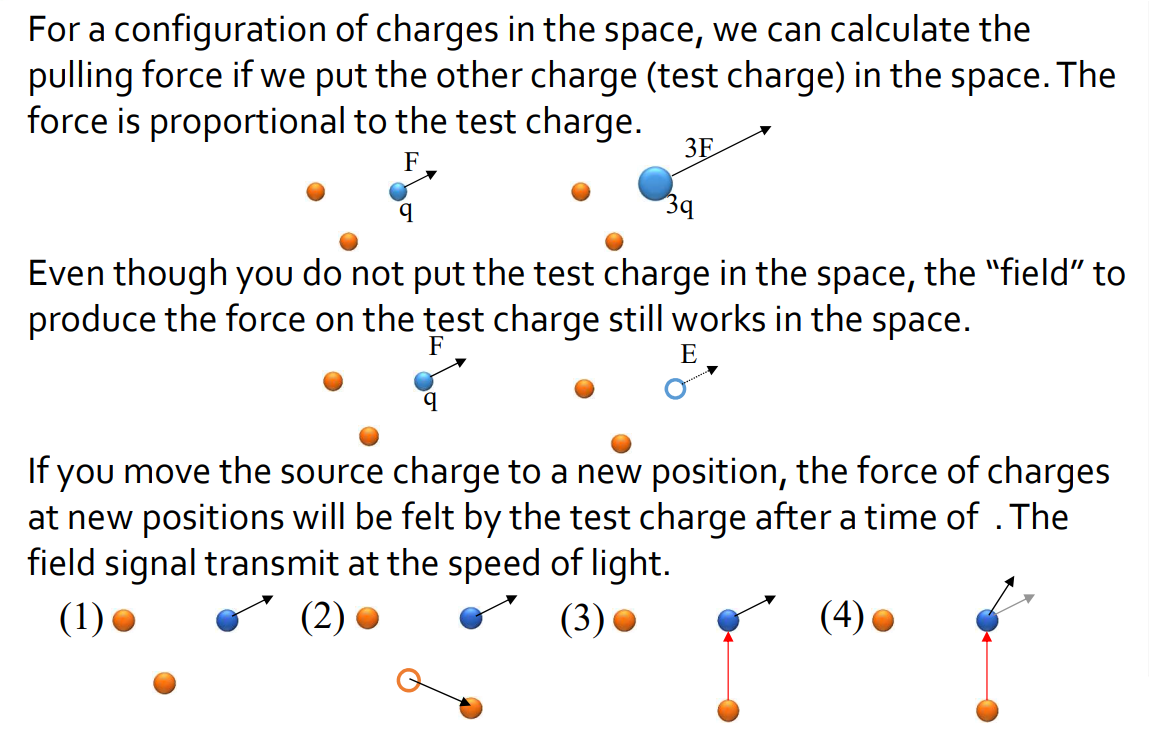 For a configuration of charges in the space, we can calculate the
pulling force if we put the other charge (test charge) in the space. The
force is proportional to the test charge.
F
q
3F
3q
Even though you do not put the test charge in the space, the “field” to
produce the force on the test charge still works in the space.
F
q
E
If you move the source charge to a new position, the force of charges
at new positions will be felt by the test charge after a time of . The
field signal transmit at the speed of light.
(1) (2) (3) (4)